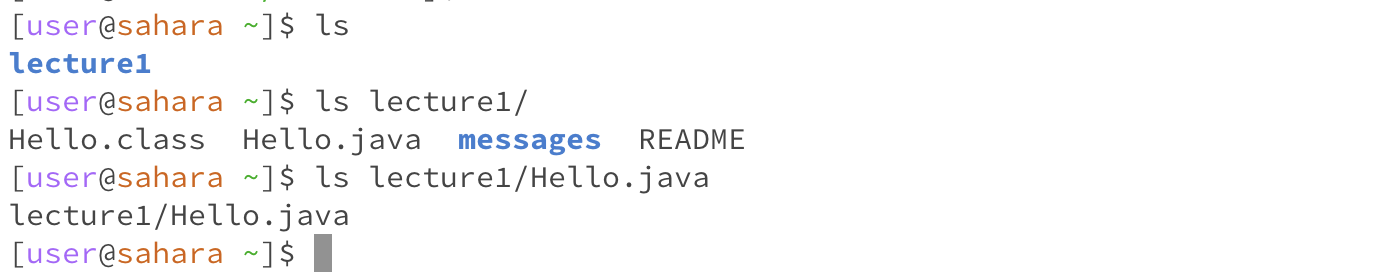 [user@sahara ~]$ ls
lecture1
[user@sahara ~]$ ls lecture1/
Hello.class  Hello.java  messages  README
[user@sahara ~]$ ls lecture1/Hello.java
lecture1/Hello.java
[user@sahara ~]$